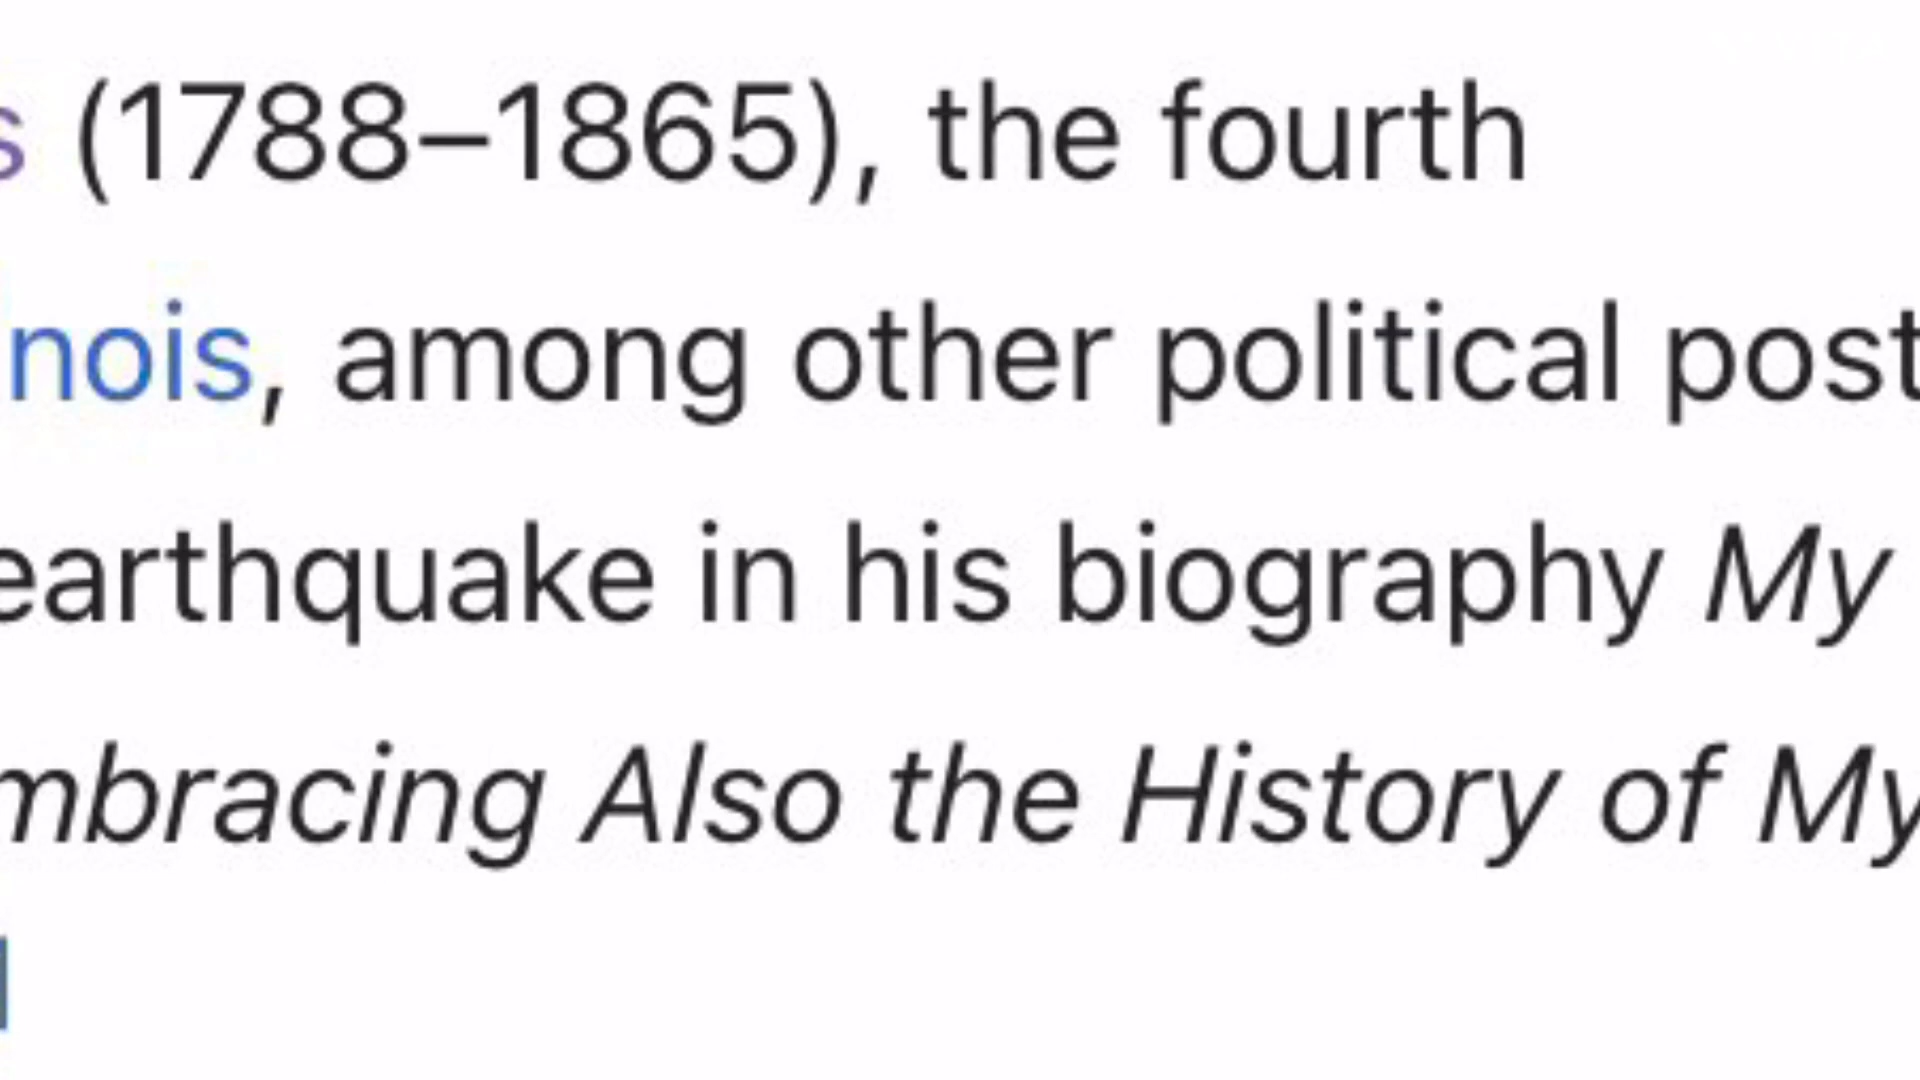 s (1788–1865), the fourth
nois, among other political post
earthquake in his biography My
mbracing Also the History of My